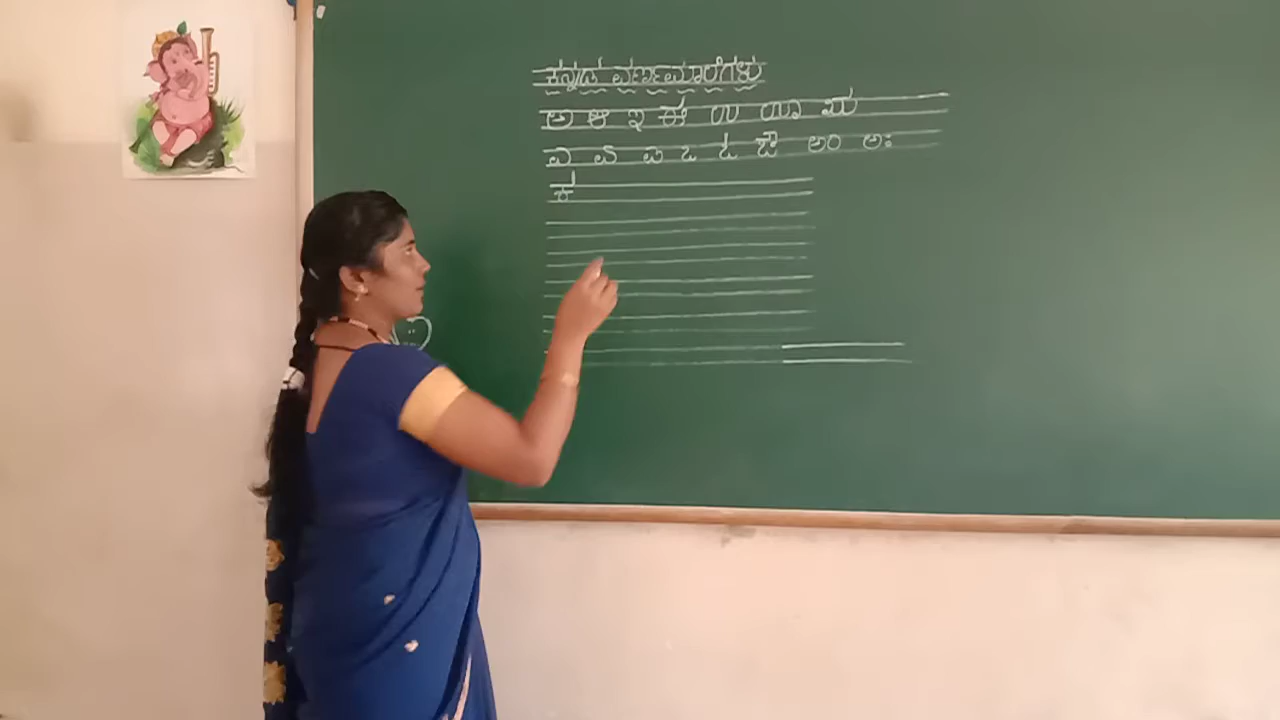 ಕನ್ನಡ ವರ್ಣಮಾಲೆಗಳು
ಅ ಆ ಇ ಈ ಉ ಊ ಋ
ಎ ಏ ಐ ಒ ಓ ಔ ಅಂ ಅಃ
ಕ